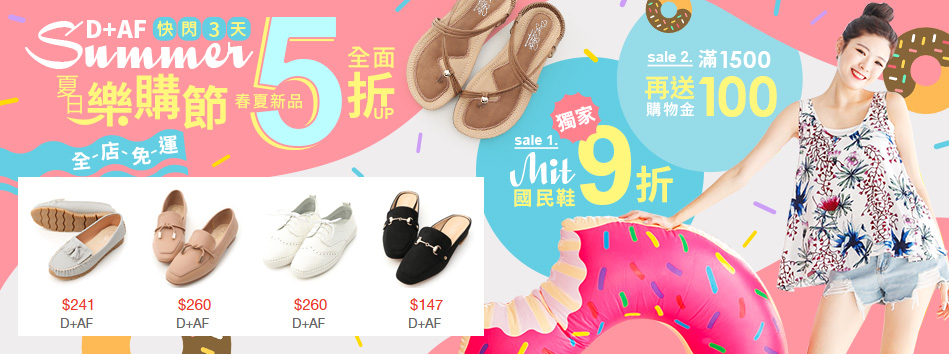 D+AF 快閃3天
Summer
夏日樂購節
春夏新品
5
全面
折UP
全店免運
sale 1.
獨家
Mit
國民鞋
9折
sale 2. 滿1500
再送
購物金
100
$241
D+AF
$260
D+AF
$260
D+AF
$147
D+AF